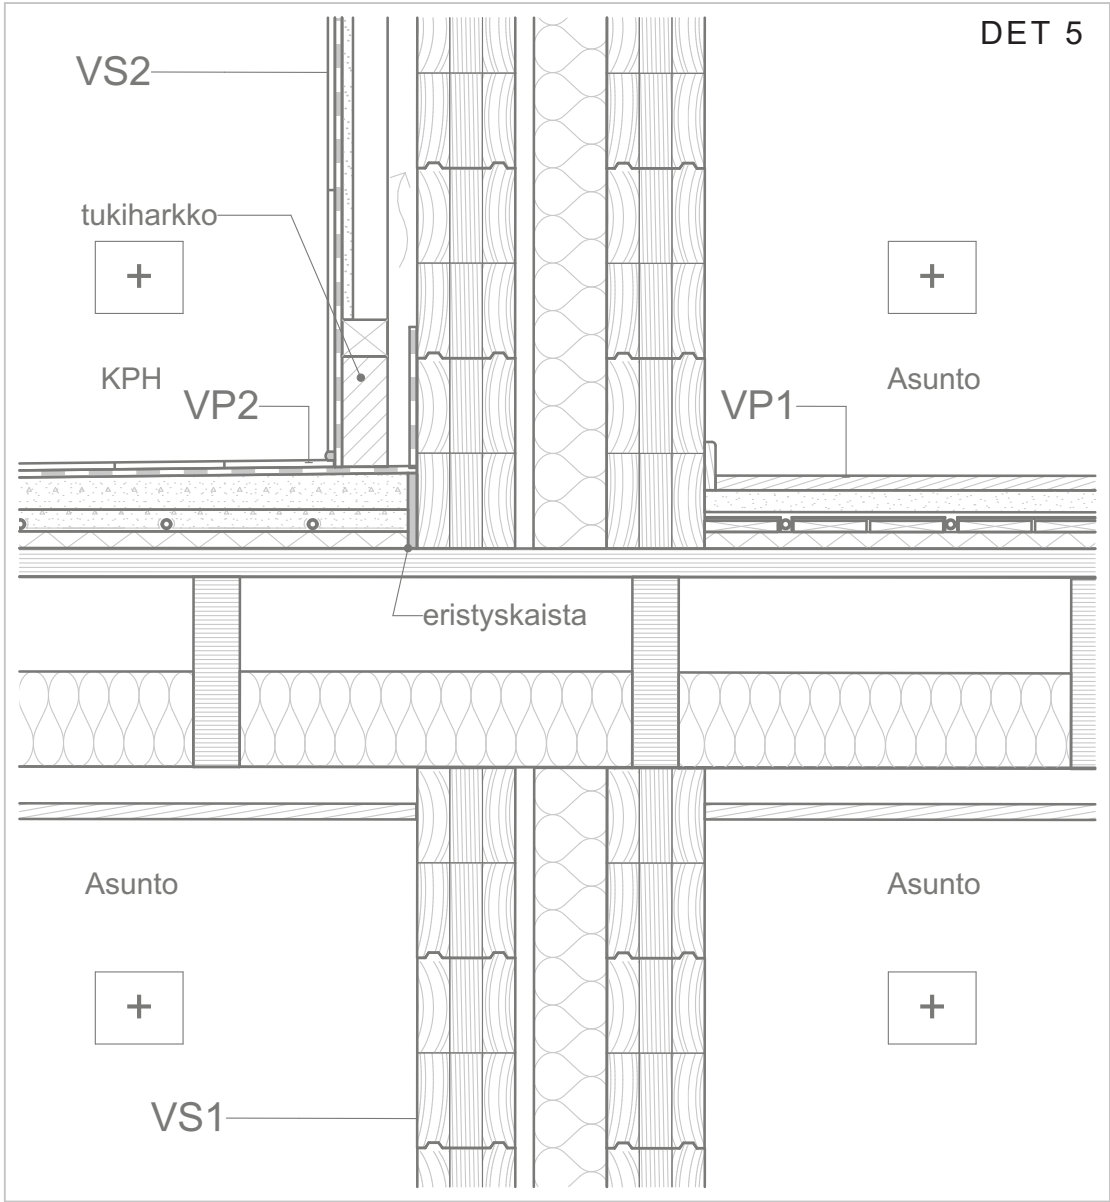 DET 5
VS2
tukiharkko
+
+
KPH
Asunto
VP2
VP1
eristyskaista
Asunto
Asunto
+
+
VS1